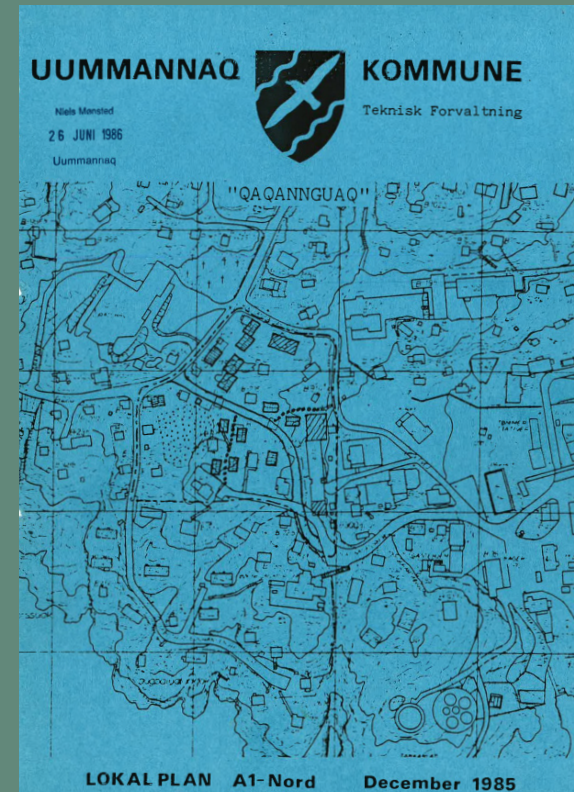 UUMMANNAQ KOMMUNE
Teknisk Forvaltning
Niels Mønsted
26 JUNI 1986
Uummannaq
"QAQANNGUAQ"
LOKALPLAN A1-Nord December 1985